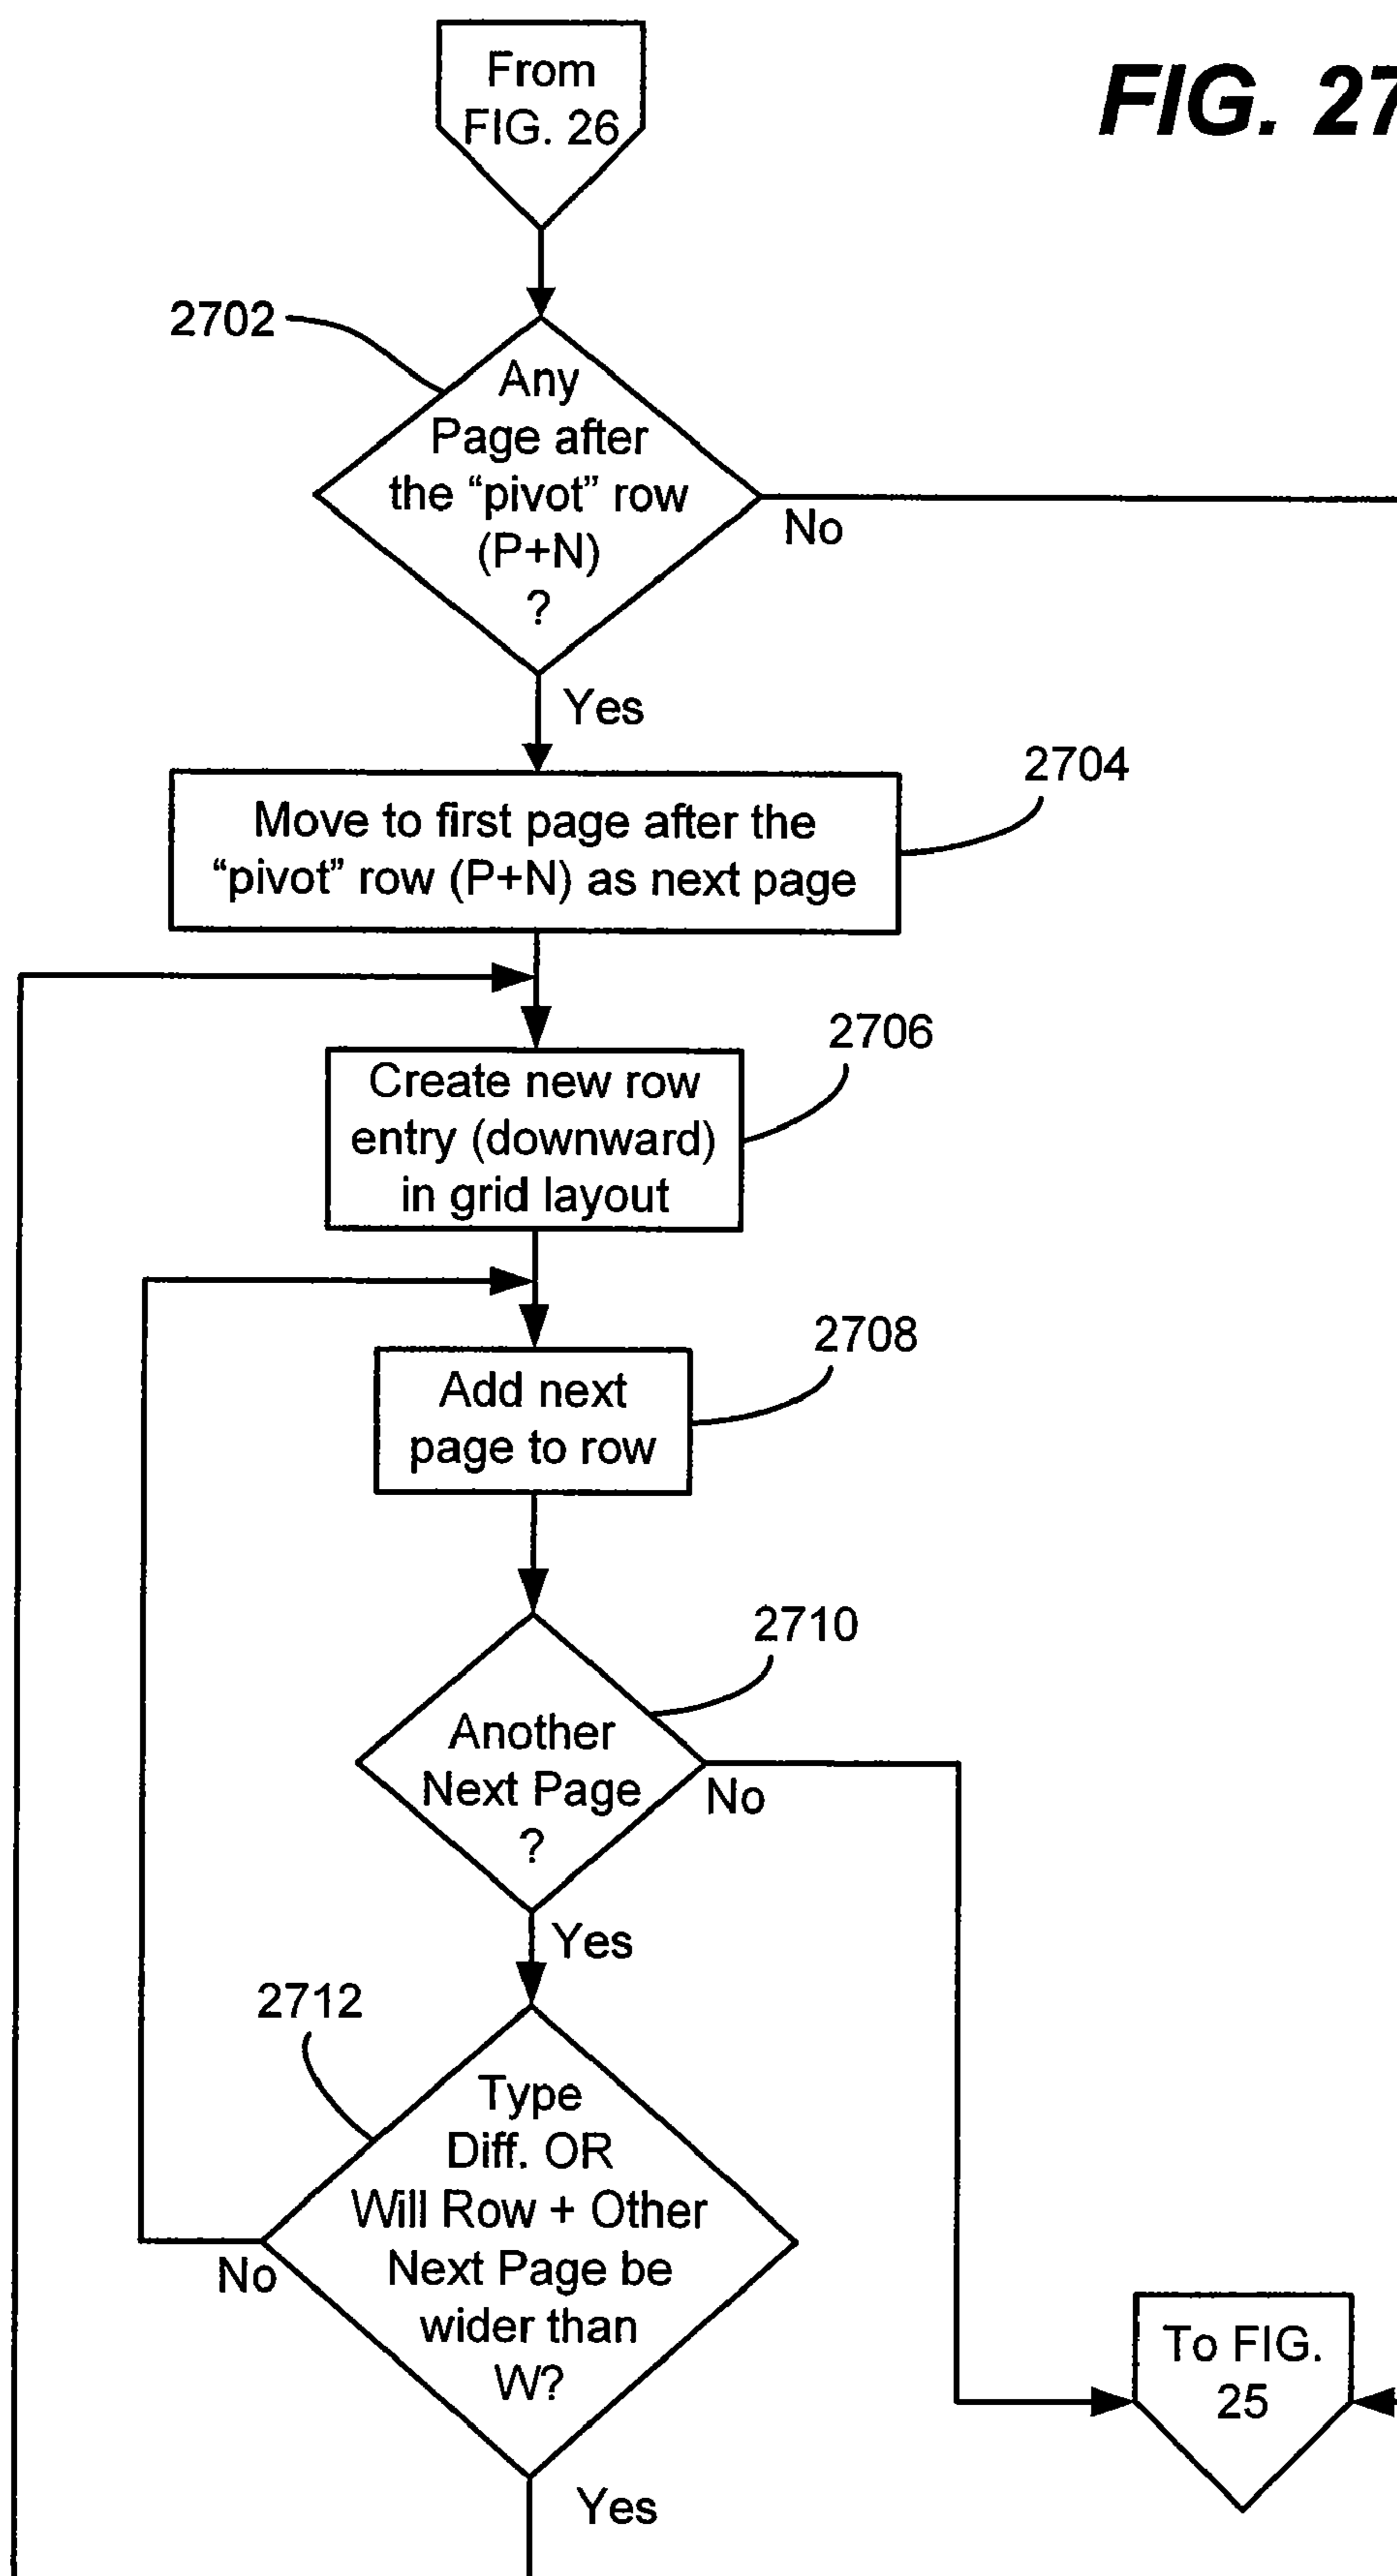 From
FIG. 26
FIG. 27
2702
Any
Page after
the “pivot” row
(P+N)
?
No
Yes
2704
Move to first page after the
“pivot” row (P+N) as next page
2706
Create new row
entry (downward)
in grid layout
2708
Add next
page to row
2710
Another
Next Page
?
No
Yes
2712
Type
Diff. OR
Will Row + Other
Next Page be
wider than
W?
No
Yes
To FIG.
25